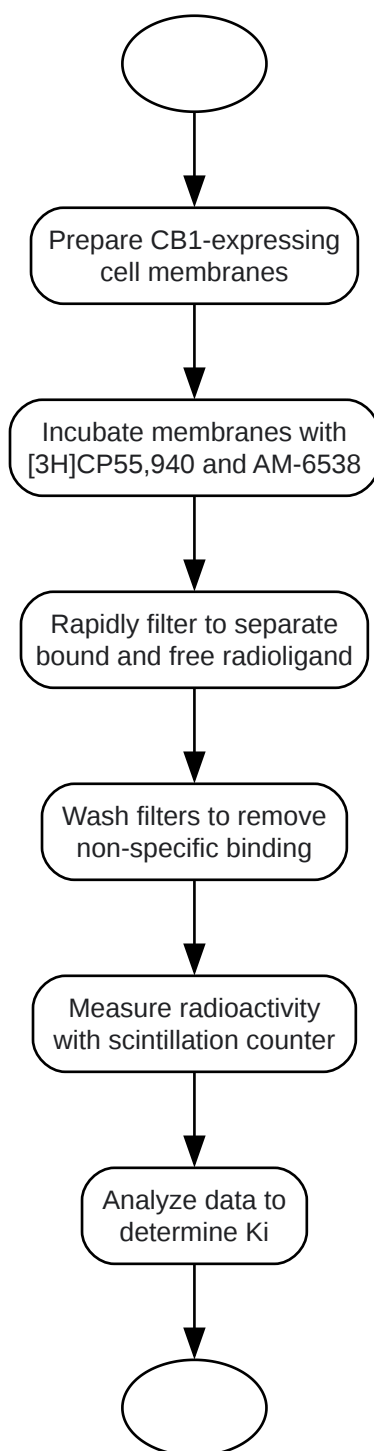 Prepare CB1-expressing
cell membranes
Incubate membranes with
[3H]CP55,940 and AM-6538
Rapidly filter to separate
bound and free radioligand
Wash filters to remove
non-specific binding
Measure radioactivity
with scintillation counter
Analyze data to
determine Ki